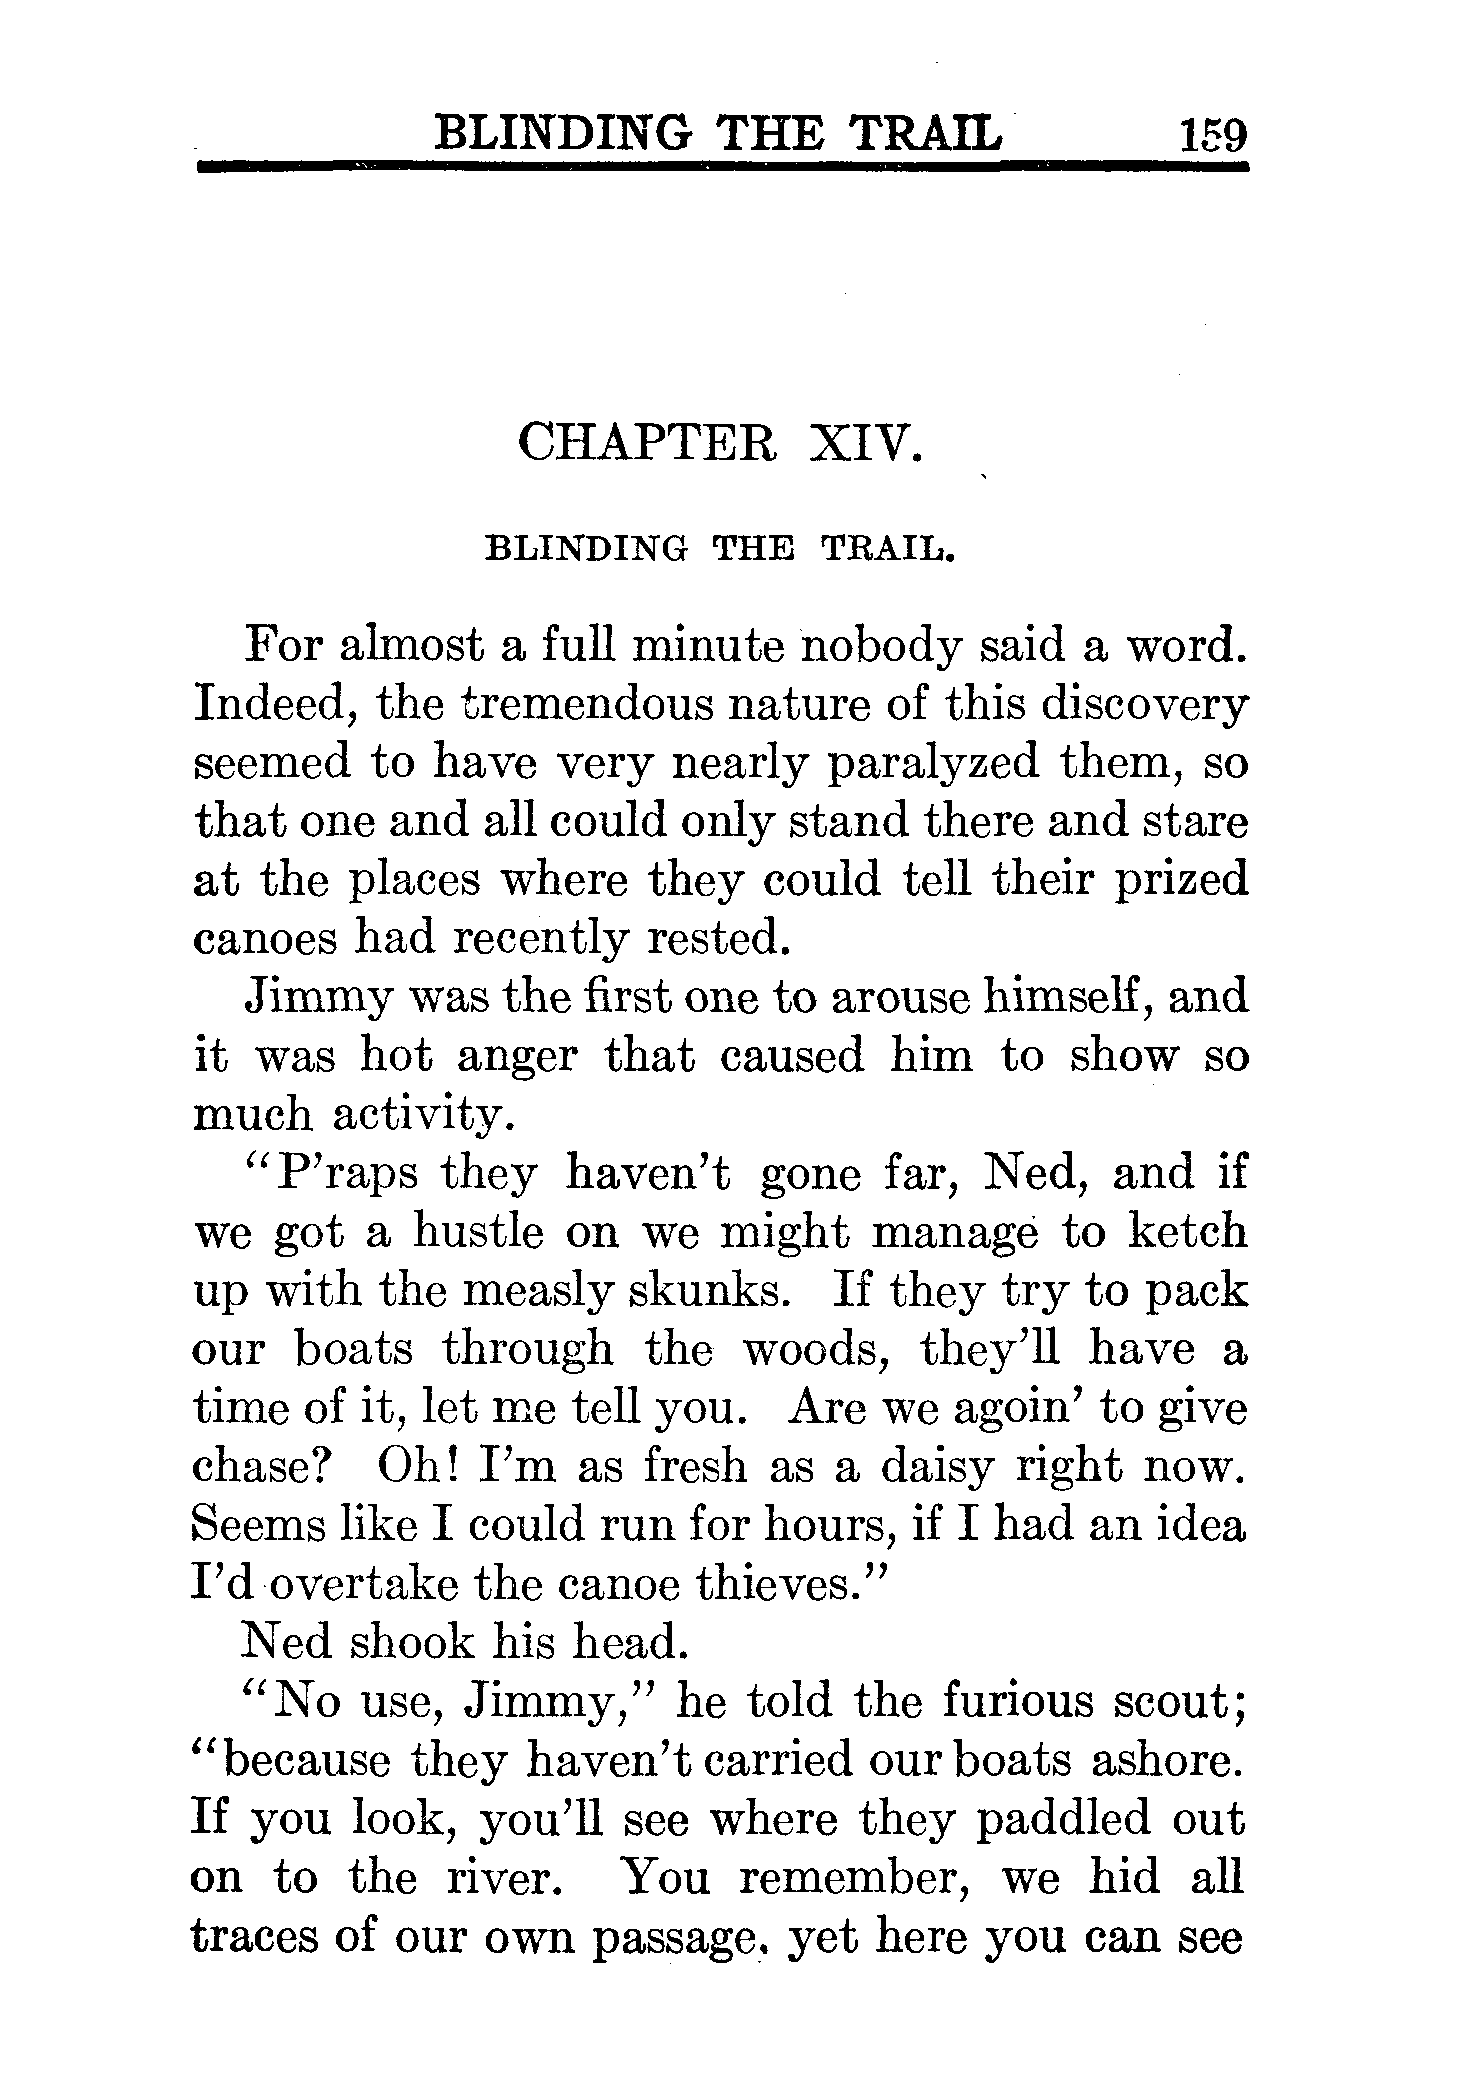 BLINDING THE TRAIL 159
CHAPTER XIV.
BLINDING THE TRAIL.
For almost a full minute nobody said a word.
Indeed, the tremendous nature of this discovery
seemed to have very nearly paralyzed them, so
that one and all could only stand there and stare
at the places where they could tell their prized
canoes had recently rested.
Jimmy was the first one to arouse himself, and
it was hot anger that caused him to show so
much activity.
“P’raps they haven’t gone far, Ned, and if
we got a hustle on we might manage to ketch
up with the measly skunks. If they try to pack
our boats through the woods, they’ll have a
time of it, let me tell you. Are we agoin’ to give
chase? Oh! I’m as fresh as a daisy right now.
Seems like I could run for hours, if I had an idea
I’d overtake the canoe thieves.”
Ned shook his head.
“No use, Jimmy,” he told the furious scout;
“because they haven’t carried our boats ashore.
If you look, you’ll see where they paddled out
on to the river. You remember, we hid all
traces of our own passage, yet here you can see